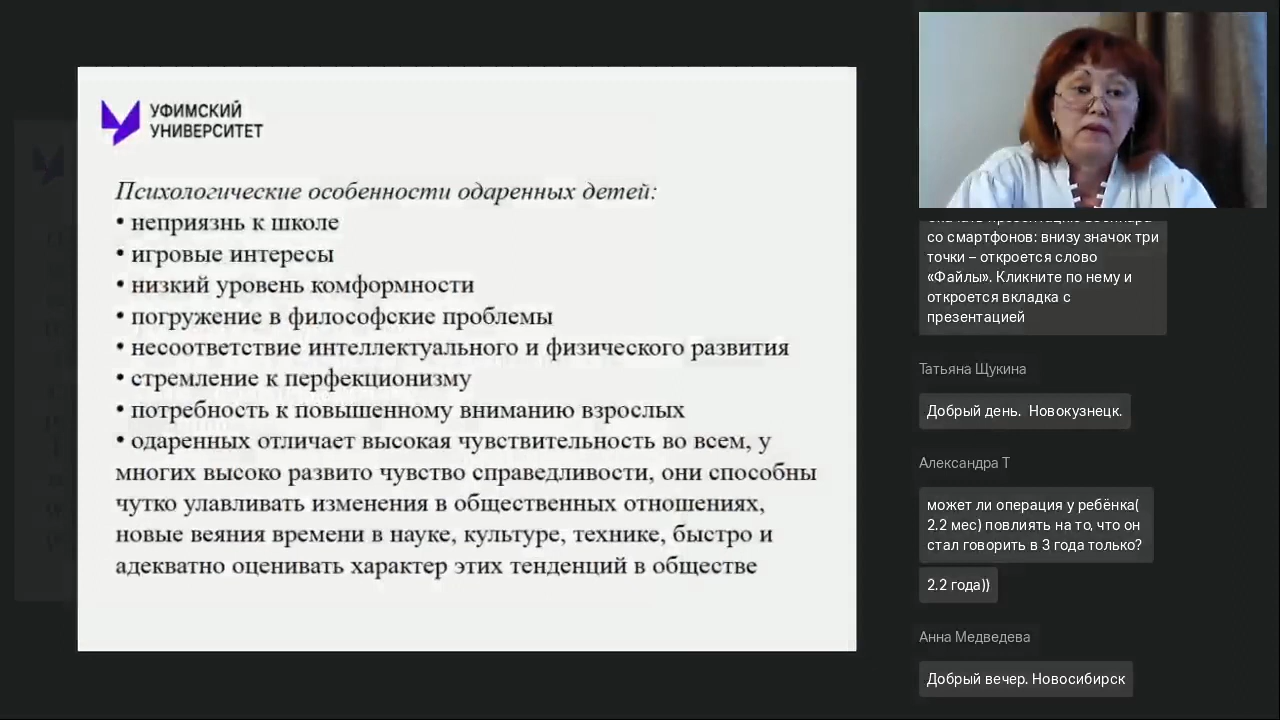 УФИМСКИЙ
УНИВЕРСИТЕТ
Психологические особенности одаренных детей:
• неприязнь к школе
• игровые интересы
• низкий уровень комформности
• погружение в философские проблемы
• несоответствие интеллектуального и физического развития
• стремление к перфекционизму
• потребность к повышенному вниманию взрослых
• одаренных отличает высокая чувствительность во всем, у
многих высоко развито чувство справедливости, они способны
чутко улавливать изменения в общественных отношениях,
новые веяния времени в науке, культуре, технике, быстро и
адекватно оценивать характер этих тенденций в обществе
со смартфонов: внизу значок три
точки – откроется слово
«Файлы». Кликните по нему и
откроется вкладка с
презентацией
Татьяна Щукина
Добрый день. Новокузнецк.
Александра Т
может ли операция у ребёнка(
2.2 мес) повлиять на то, что он
стал говорить в 3 года только?
2.2 года))
Анна Медведева
Добрый вечер. Новосибирск